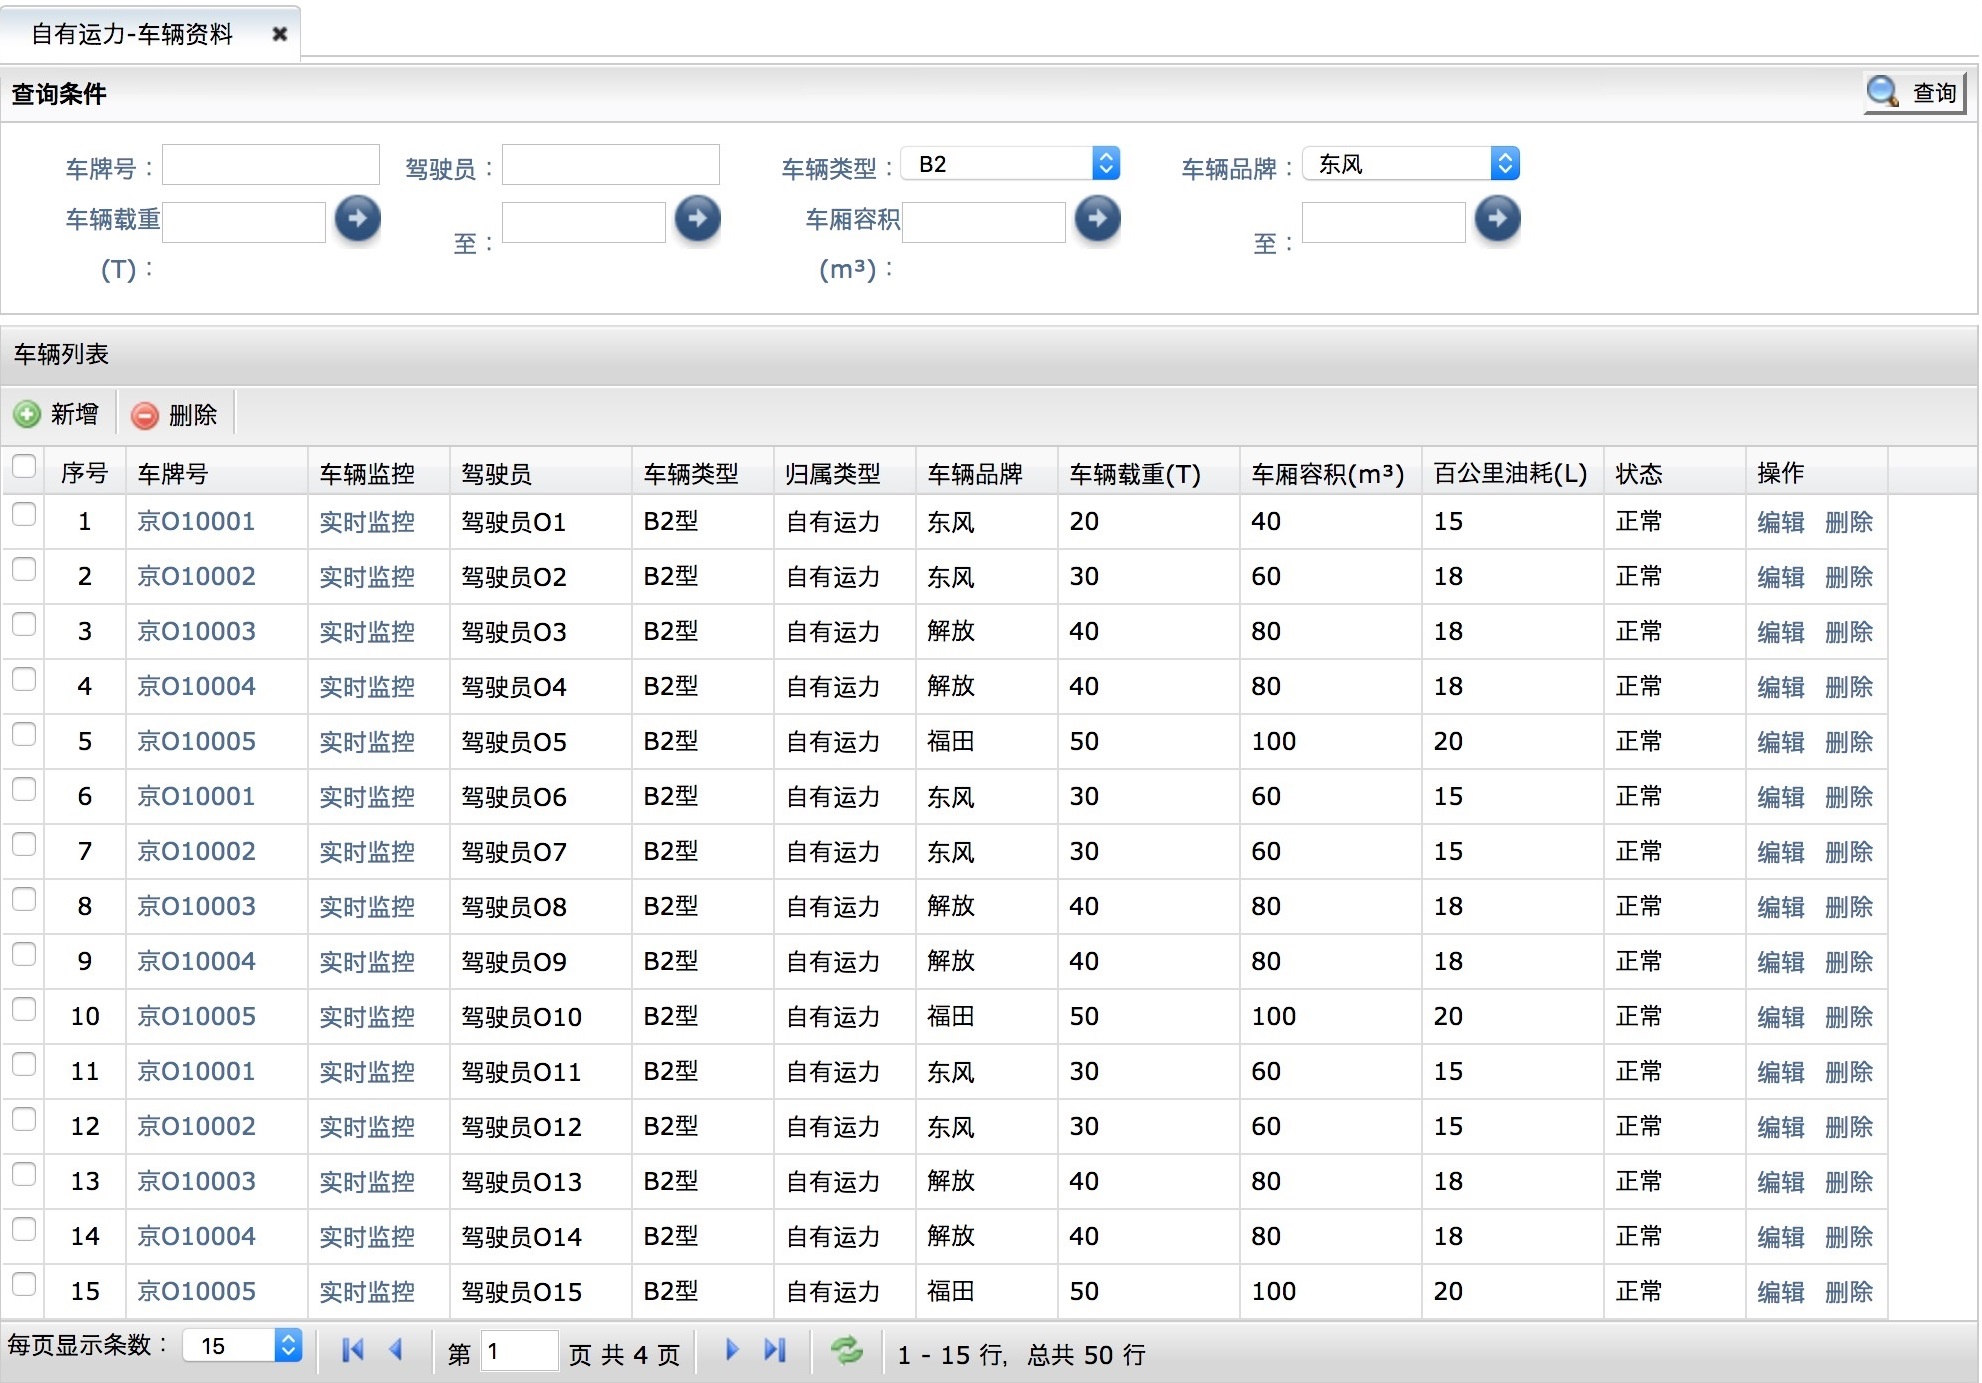 自有运力-车辆资料
查询条件 查询
车牌号： 驾驶员： 车辆类型： B2 车辆品牌： 东风
车辆载重(T)： 至： 车厢容积(m³)： 至：
车辆列表
新增 删除
序号 车牌号 车辆监控 驾驶员 车辆类型 归属类型 车辆品牌 车辆载重(T) 车厢容积(m³) 百公里油耗(L) 状态 操作
1 京O10001 实时监控 驾驶员O1 B2型 自有运力 东风 20 40 15 正常 编辑 删除
2 京O10002 实时监控 驾驶员O2 B2型 自有运力 东风 30 60 18 正常 编辑 删除
3 京O10003 实时监控 驾驶员O3 B2型 自有运力 解放 40 80 18 正常 编辑 删除
4 京O10004 实时监控 驾驶员O4 B2型 自有运力 解放 40 80 18 正常 编辑 删除
5 京O10005 实时监控 驾驶员O5 B2型 自有运力 福田 50 100 20 正常 编辑 删除
6 京O10001 实时监控 驾驶员O6 B2型 自有运力 东风 30 60 15 正常 编辑 删除
7 京O10002 实时监控 驾驶员O7 B2型 自有运力 东风 30 60 15 正常 编辑 删除
8 京O10003 实时监控 驾驶员O8 B2型 自有运力 解放 40 80 18 正常 编辑 删除
9 京O10004 实时监控 驾驶员O9 B2型 自有运力 解放 40 80 18 正常 编辑 删除
10 京O10005 实时监控 驾驶员O10 B2型 自有运力 福田 50 100 20 正常 编辑 删除
11 京O10001 实时监控 驾驶员O11 B2型 自有运力 东风 30 60 15 正常 编辑 删除
12 京O10002 实时监控 驾驶员O12 B2型 自有运力 东风 30 60 15 正常 编辑 删除
13 京O10003 实时监控 驾驶员O13 B2型 自有运力 解放 40 80 18 正常 编辑 删除
14 京O10004 实时监控 驾驶员O14 B2型 自有运力 解放 40 80 18 正常 编辑 删除
15 京O10005 实时监控 驾驶员O15 B2型 自有运力 福田 50 100 20 正常 编辑 删除
每页显示条数： 15 第 1 页 共 4 页 1 - 15 行, 总共 50 行